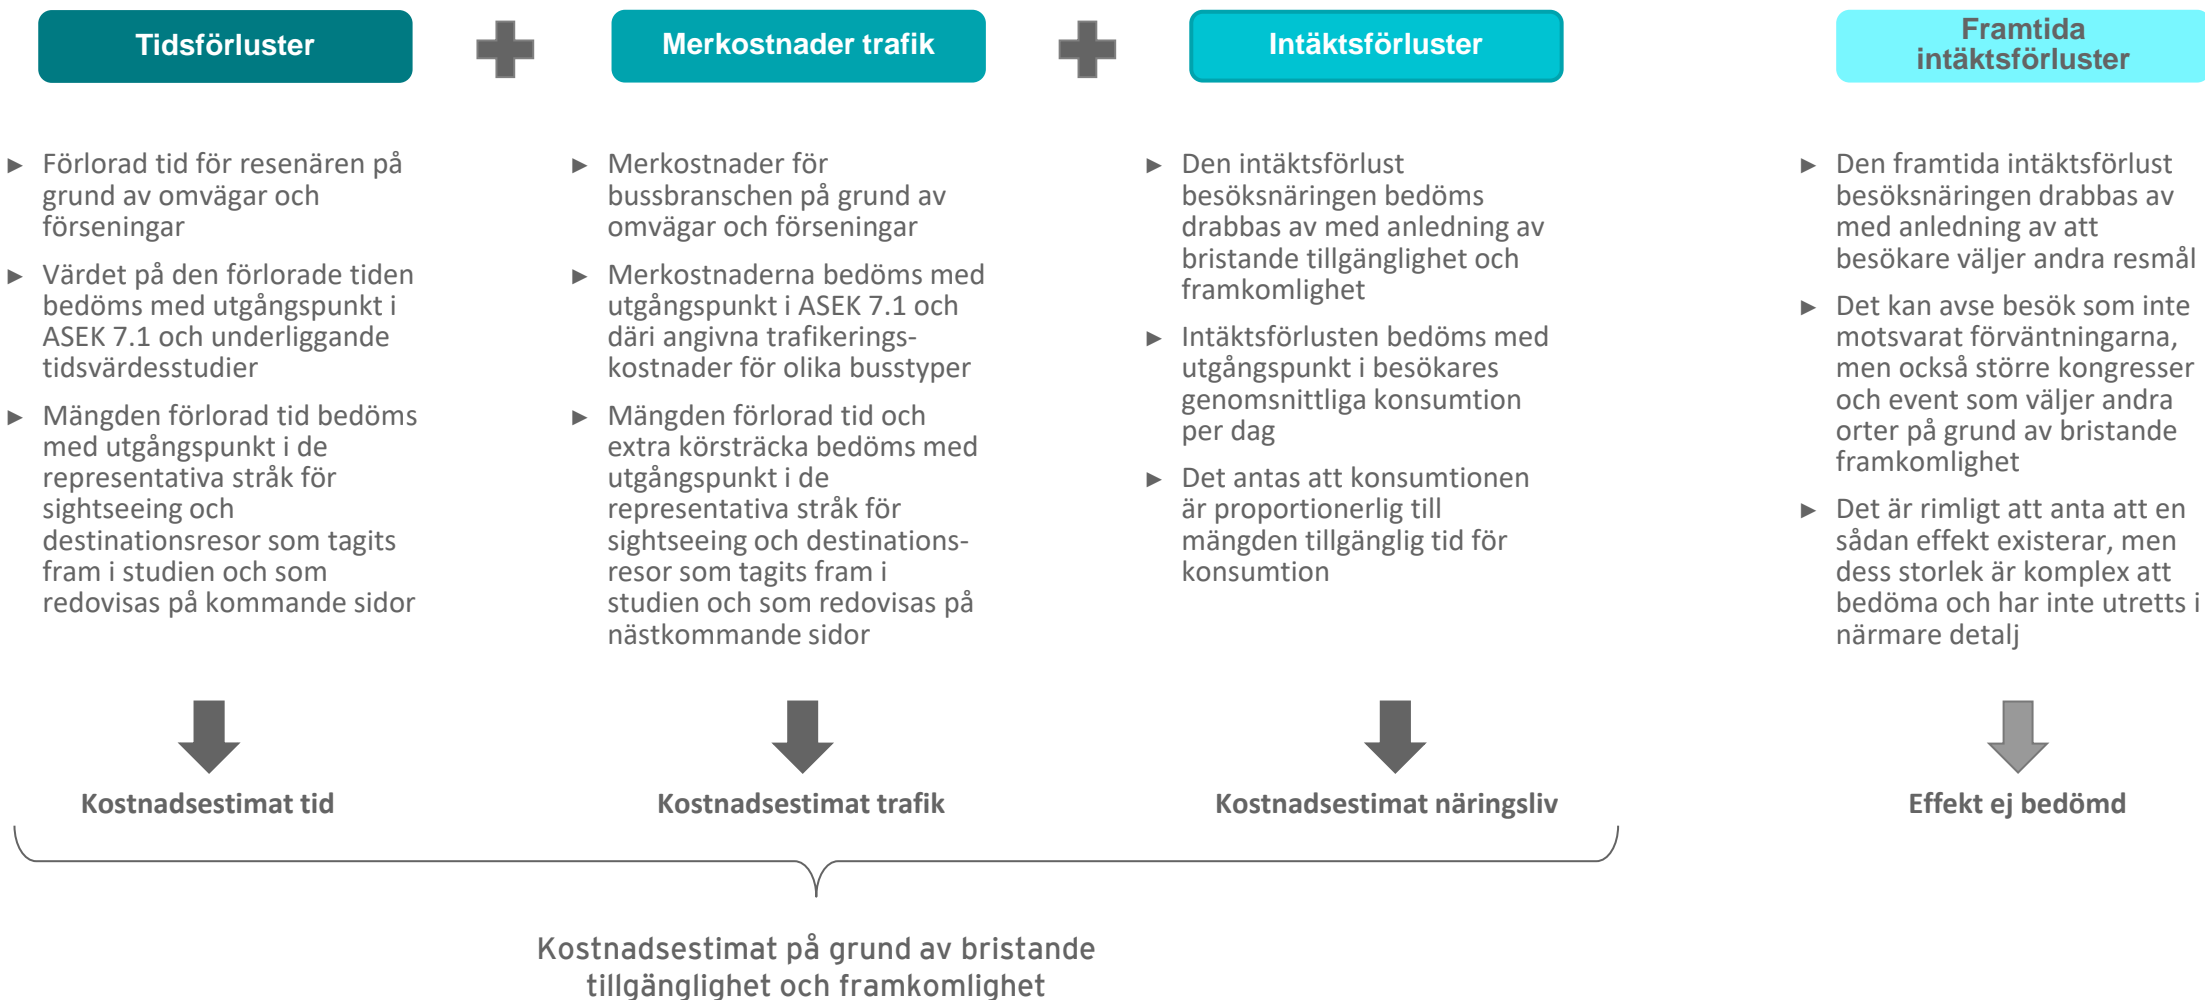 Tidsförluster
Merkostnader trafik
Intäktsförluster
Framtida
intäktsförluster
► Förlorad tid för resenären på
grund av omvägar och
förseningar
► Värdet på den förlorade tiden
bedöms med utgångspunkt i
ASEK 7.1 och underliggande
tidsvärdesstudier
► Mängden förlorad tid bedöms
med utgångspunkt i de
representativa stråk för
sightseeing och
destinationsresor som tagits
fram i studien och som
redovisas på kommande sidor
► Merkostnader för
bussbranschen på grund av
omvägar och förseningar
► Merkostnaderna bedöms med
utgångspunkt i ASEK 7.1 och
däri angivna trafikerings-
kostnader för olika busstyper
► Mängden förlorad tid och
extra körsträcka bedöms med
utgångspunkt i de
representativa stråk för
sightseeing och destinations-
resor som tagits fram i
studien och som redovisas på
nästkommande sidor
► Den intäktsförlust
besöksnäringen bedöms
drabbas av med anledning av
bristande tillgänglighet och
framkomlighet
► Intäktsförlusten bedöms med
utgångspunkt i besökares
genomsnittliga konsumtion
per dag
► Det antas att konsumtionen
är proportionerlig till
mängden tillgänglig tid för
konsumtion
► Den framtida intäktsförlust
besöksnäringen drabbas av
med anledning av att
besökare väljer andra resmål
► Det kan avse besök som inte
motsvarat förväntningarna,
men också större kongresser
och event som väljer andra
orter på grund av bristande
framkomlighet
► Det är rimligt att anta att en
sådan effekt existerar, men
dess storlek är komplex att
bedöma och har inte utretts i
närmare detalj
Kostnadsestimat tid
Kostnadsestimat trafik
Kostnadsestimat näringsliv
Effekt ej bedömd
Kostnadsestimat på grund av bristande
tillgänglighet och framkomlighet